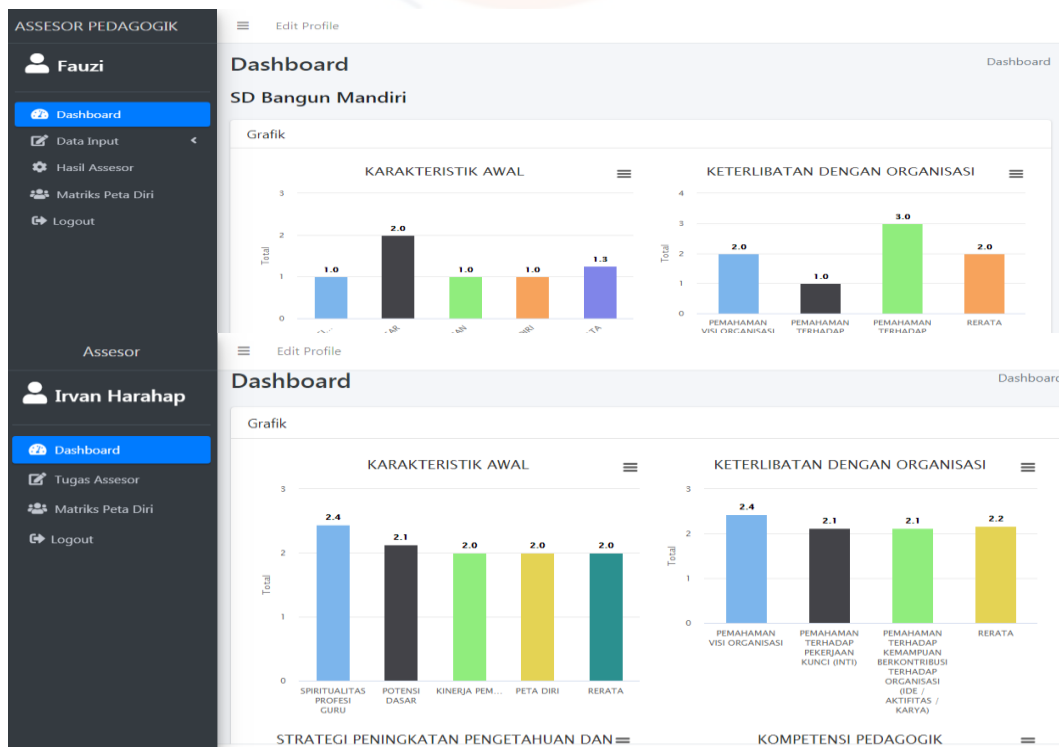 ASSESOR PEDAGOGIK
Edit Profile
Fauzi
Dashboard
Dashboard
SD Bangun Mandiri
Dashboard
Data Input
Hasil Assesor
Matriks Peta Diri
Logout
Grafik
KARAKTERISTIK AWAL
Total
3
2
1
0
1.0
2.0
1.0
1.0
1.3
KETERLIBATAN DENGAN ORGANISASI
Total
4
3
2
1
0
2.0
1.0
3.0
2.0
PEMAHAMAN
VISI ORGANISASI
PEMAHAMAN
TERHADAP
PEMAHAMAN
TERHADAP
RERATA
Assesor
Edit Profile
Irvan Harahap
Dashboard
Dashboard
Dashboard
Tugas Assesor
Matriks Peta Diri
Logout
Grafik
KARAKTERISTIK AWAL
Total
3
2
1
0
2.4
2.1
2.0
2.0
2.0
SPIRITUALITAS
PROFESI
GURU
POTENSI
DASAR
KINERJA PEM...
PETA DIRI
RERATA
KETERLIBATAN DENGAN ORGANISASI
Total
3
2
1
0
2.4
2.1
2.1
2.2
PEMAHAMAN
VISI ORGANISASI
PEMAHAMAN
TERHADAP
PEKERJAAN
KUNCI (INTI)
PEMAHAMAN
TERHADAP
KEMAMPUAN
BERKONTRIBUSI
TERHADAP
ORGANISASI
(IDE /
AKTIFITAS /
KARYA)
RERATA
STRATEGI PENINGKATAN PENGETAHUAN DAN
KOMPETENSI PEDAGOGIK